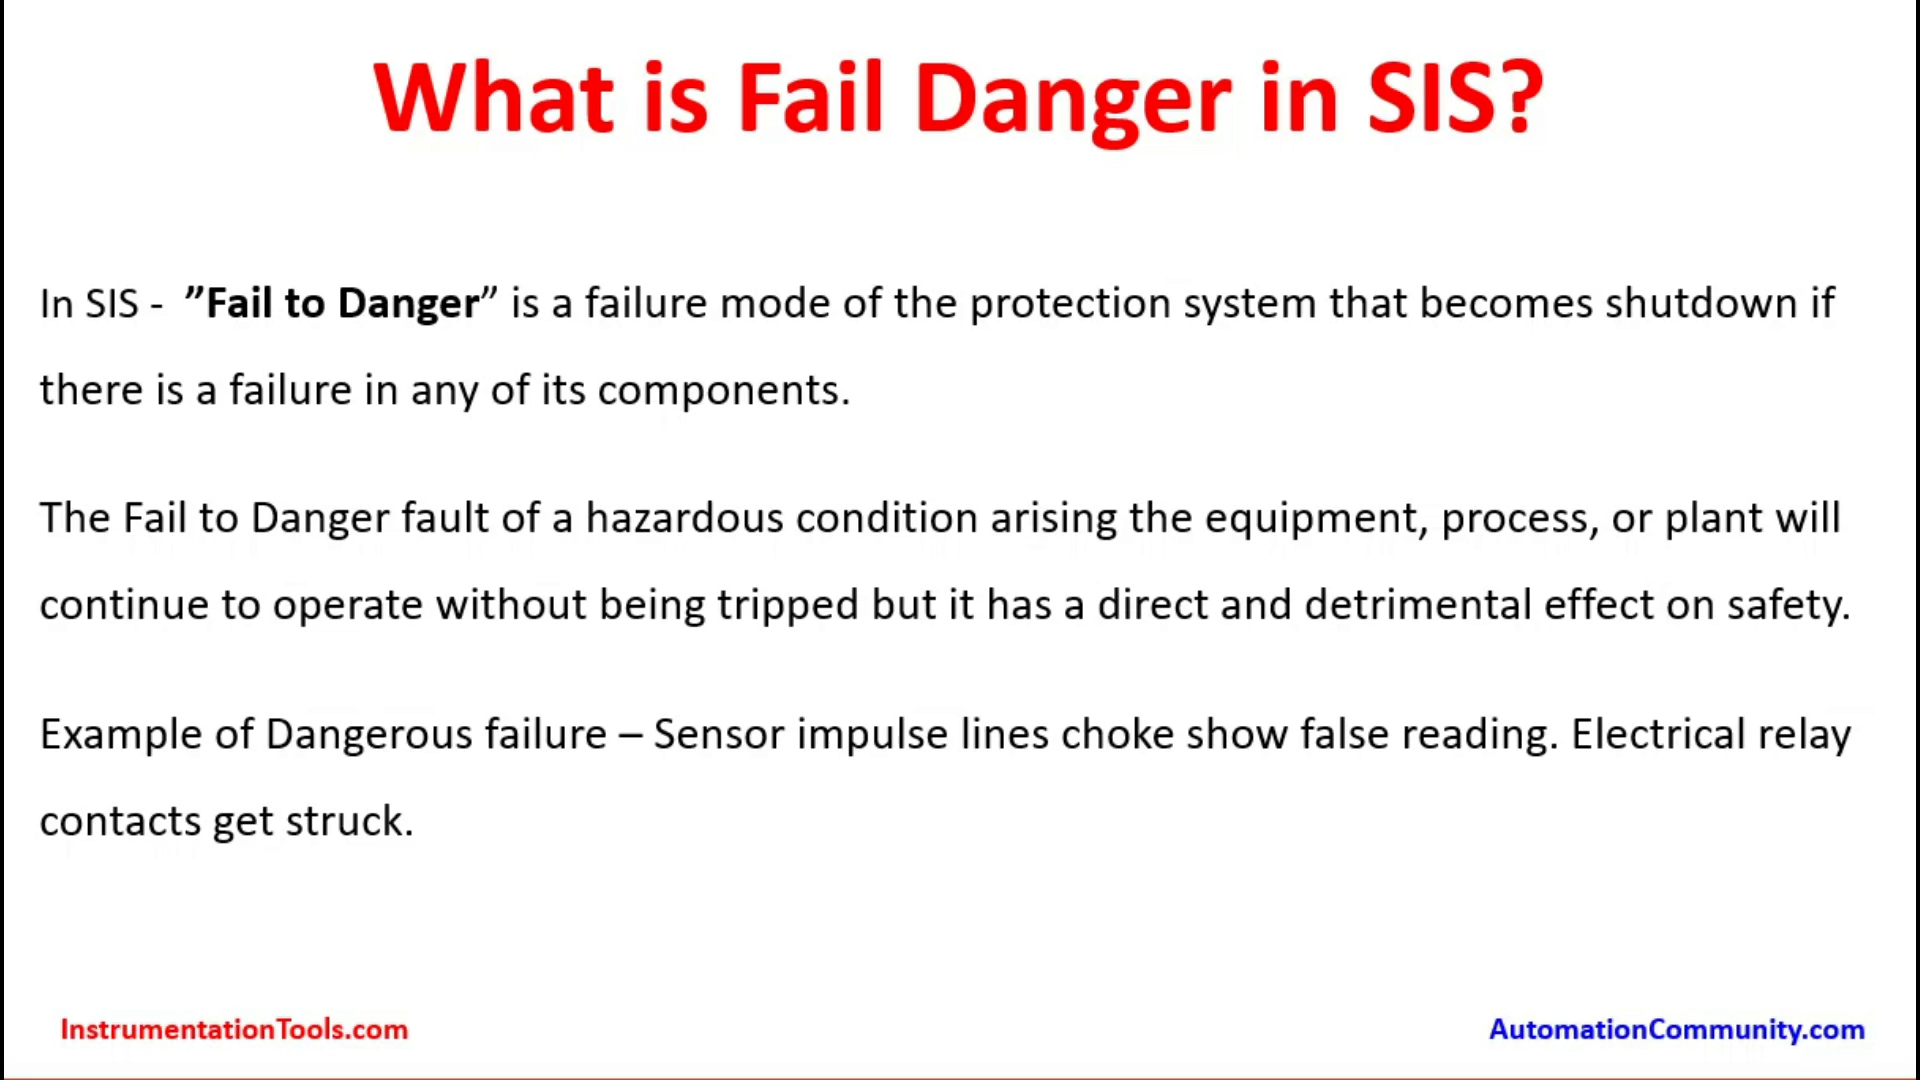 What is Fail Danger in SIS?
In SIS - ”Fail to Danger” is a failure mode of the protection system that becomes shutdown if
there is a failure in any of its components.
The Fail to Danger fault of a hazardous condition arising the equipment, process, or plant will
continue to operate without being tripped but it has a direct and detrimental effect on safety.
Example of Dangerous failure – Sensor impulse lines choke show false reading. Electrical relay
contacts get struck.
InstrumentationTools.com
AutomationCommunity.com